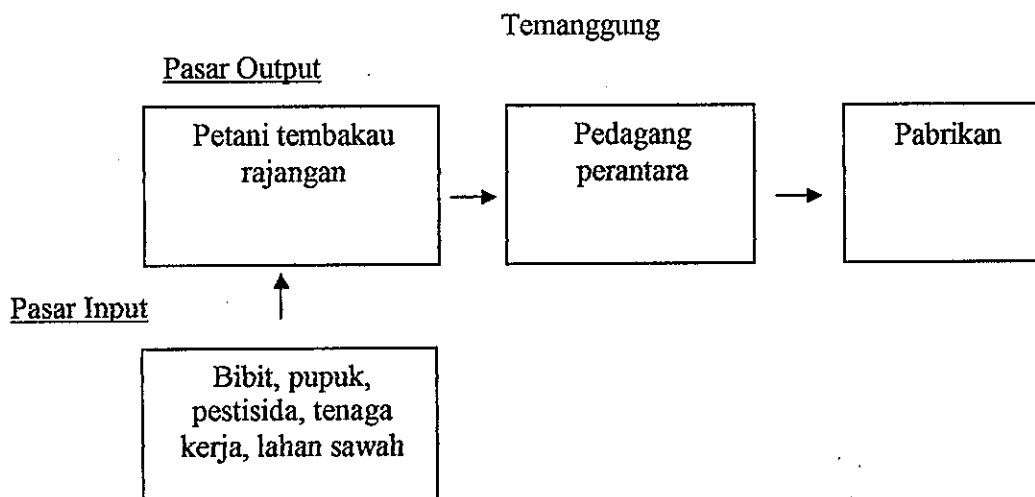 Temanggung
Pasar Output
Petani tembakau
rajangan
Pedagang
perantara
Pabrikan
Pasar Input
Bibit, pupuk,
pestisida, tenaga
kerja, lahan sawah